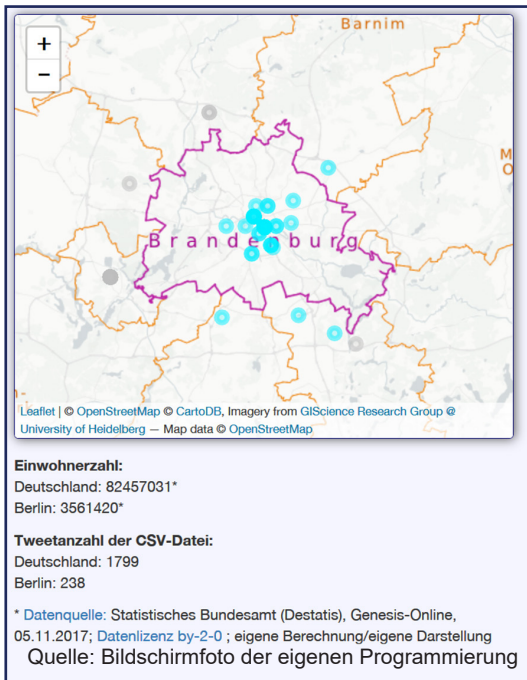 +
Barnim
−
M
O
Brandenburg
n-
Leaflet | © OpenStreetMap © CartoDB, Imagery from GIScience Research Group @
University of Heidelberg — Map data © OpenStreetMap
Einwohnerzahl:
Deutschland: 82457031*
Berlin: 3561420*
Tweetanzahl der CSV-Datei:
Deutschland: 1799
Berlin: 238
* Datenquelle: Statistisches Bundesamt (Destatis), Genesis-Online,
05.11.2017; Datenlizenz by-2-0 ; eigene Berechnung/eigene Darstellung
Quelle: Bildschirmfoto der eigenen Programmierung